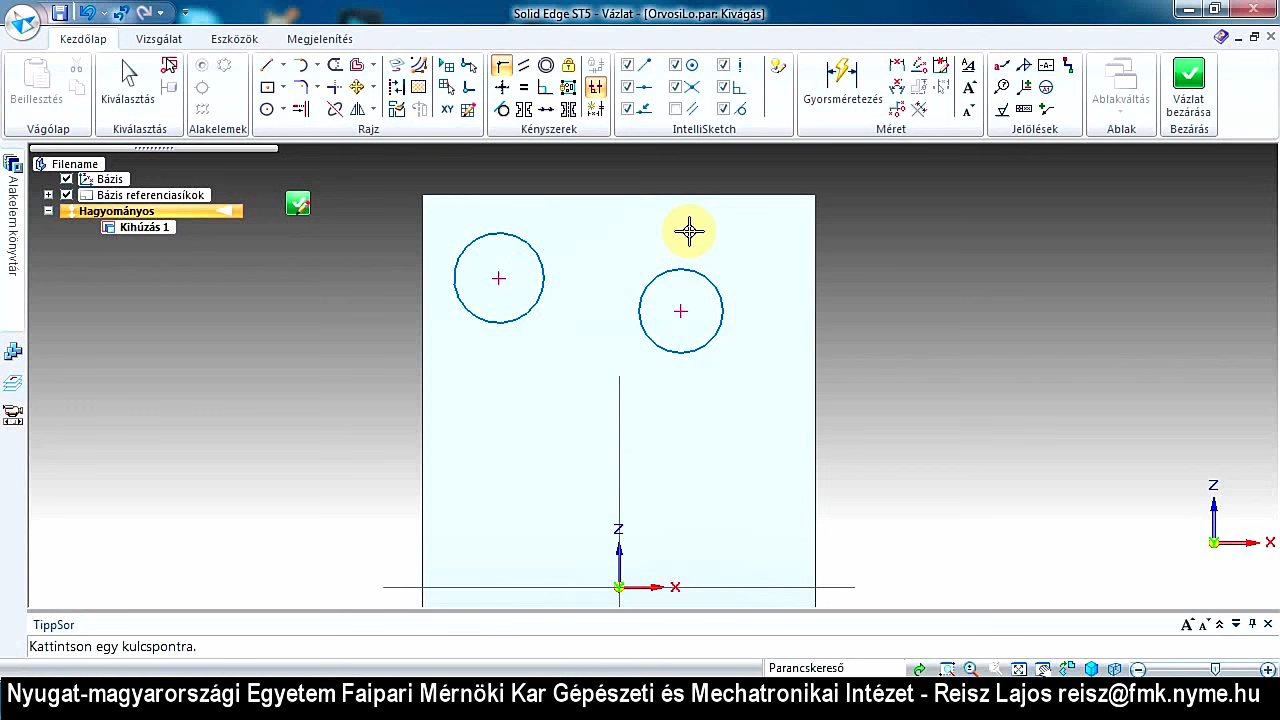 Solid Edge ST5 - Vázlat - [OrvosiLo.par: Kivágás]
Kezdőlap Vizsgálat Eszközök Megjelenítés
Beillesztés
Kiválasztás
Gyorsméretezés
Ablakváltás
Vázlat bezárása
Vágólap Kiválasztás Alakelemek Rajz Kényszerek IntelliSketch Méret Jelölések Ablak Bezárás
Alakelem könyvtár
Filename
Bázis
Bázis referenciasíkok
Hagyományos
Kihúzás 1
Z
X
Z
X
TippSor
Kattintson egy kulcspontra.
Parancskereső
Nyugat-magyarországi Egyetem Faipari Mérnöki Kar Gépészeti és Mechatronikai Intézet - Reisz Lajos reisz@fmk.nyme.hu